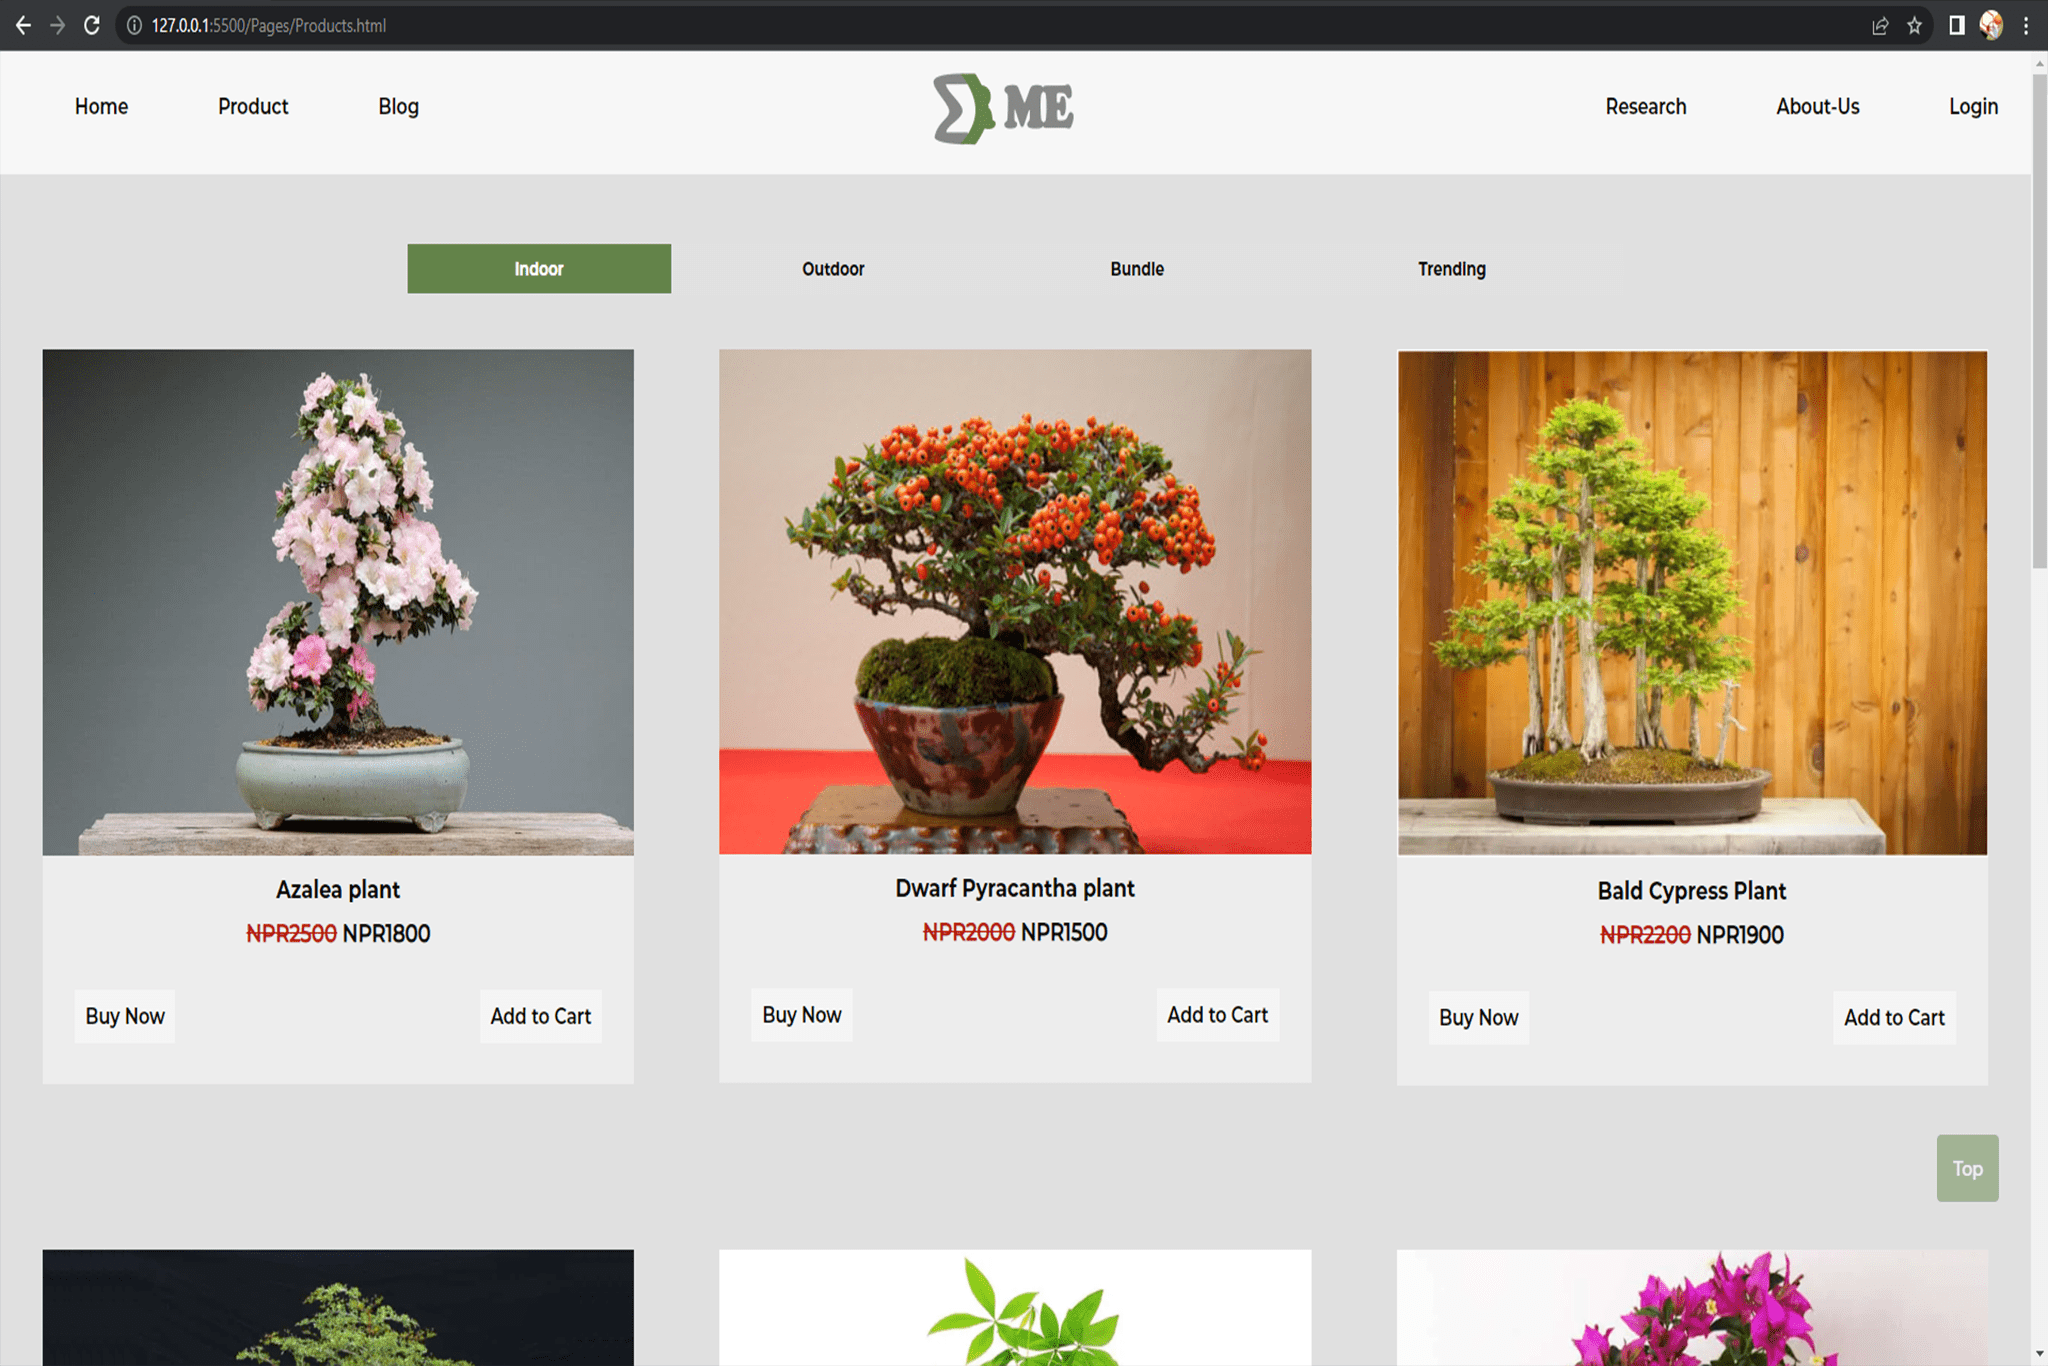 127.0.0.1:5500/Pages/Products.html
Home Product Blog ME Research About-Us Login
Indoor Outdoor Bundle Trending
Azalea plant Dwarf Pyracantha plant Bald Cypress Plant
NPR2500 NPR1800 NPR2000 NPR1500 NPR2200 NPR1900
Buy Now Add to Cart Buy Now Add to Cart Buy Now Add to Cart
Top